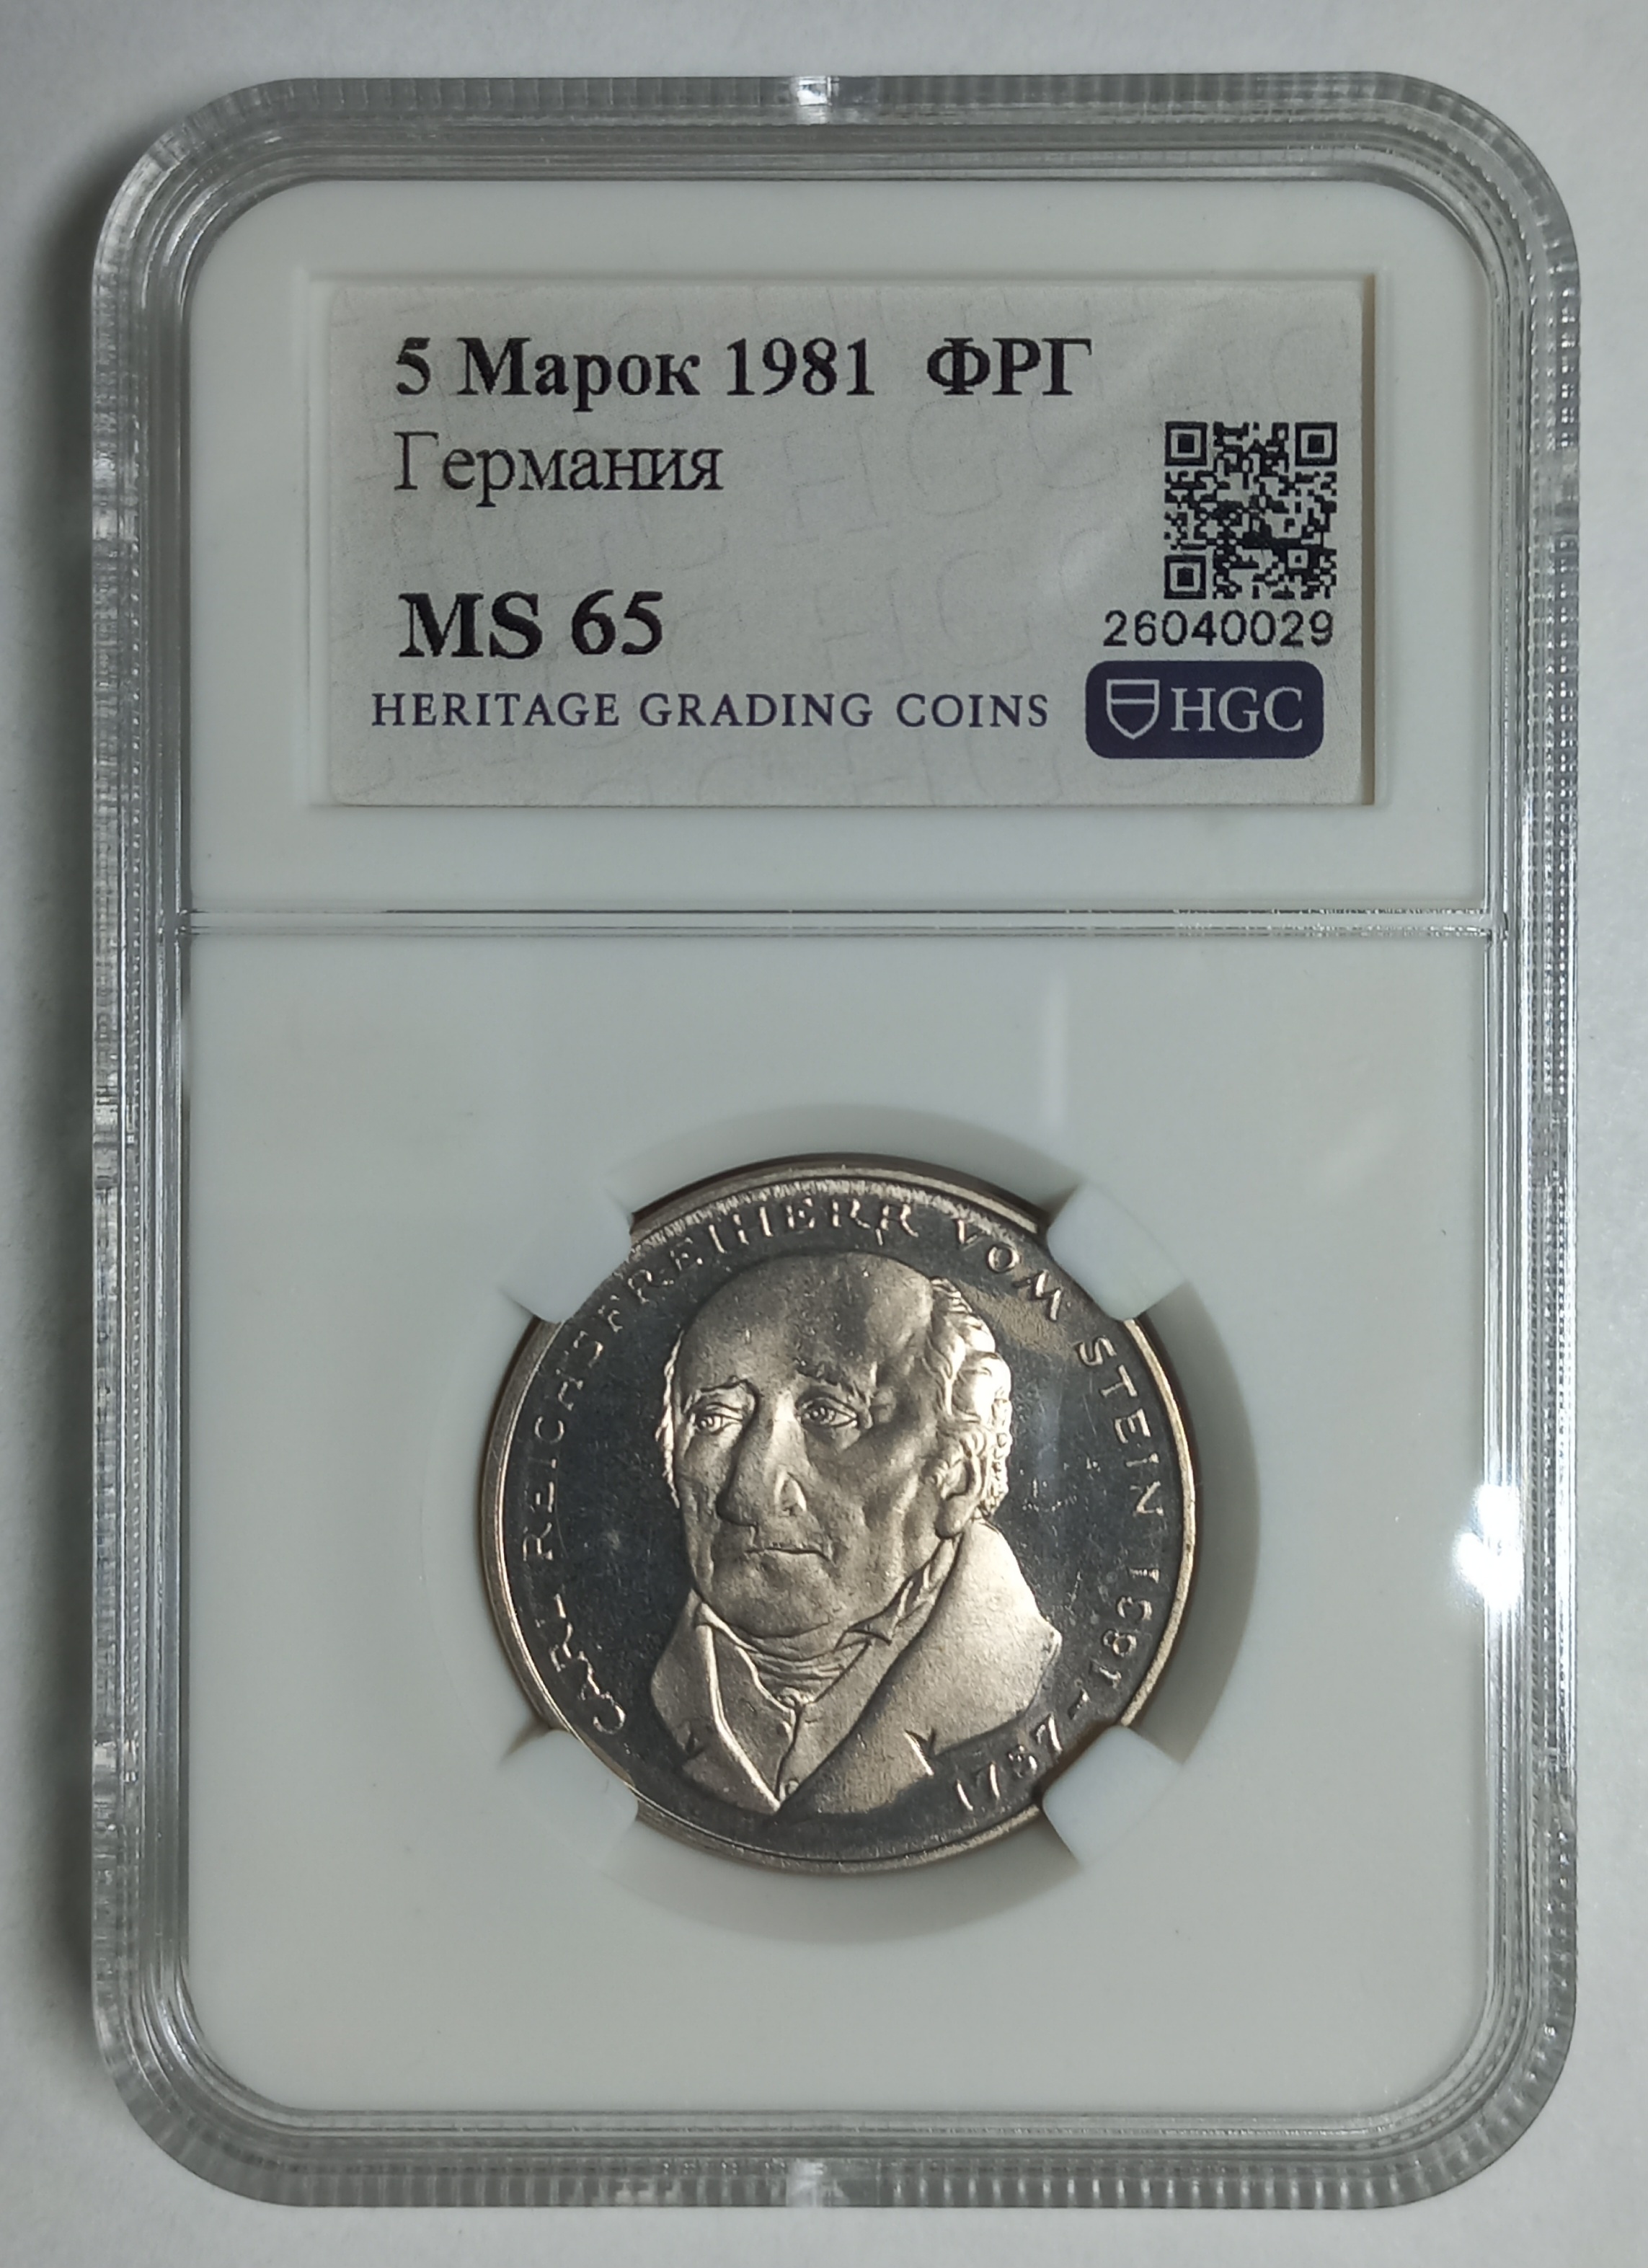 5 Марок 1981 ФРГ
Германия
MS 65
26040029
HERITAGE GRADING COINS HGC
CARL REICHSFREIHERR VOM STEIN 1757-1831